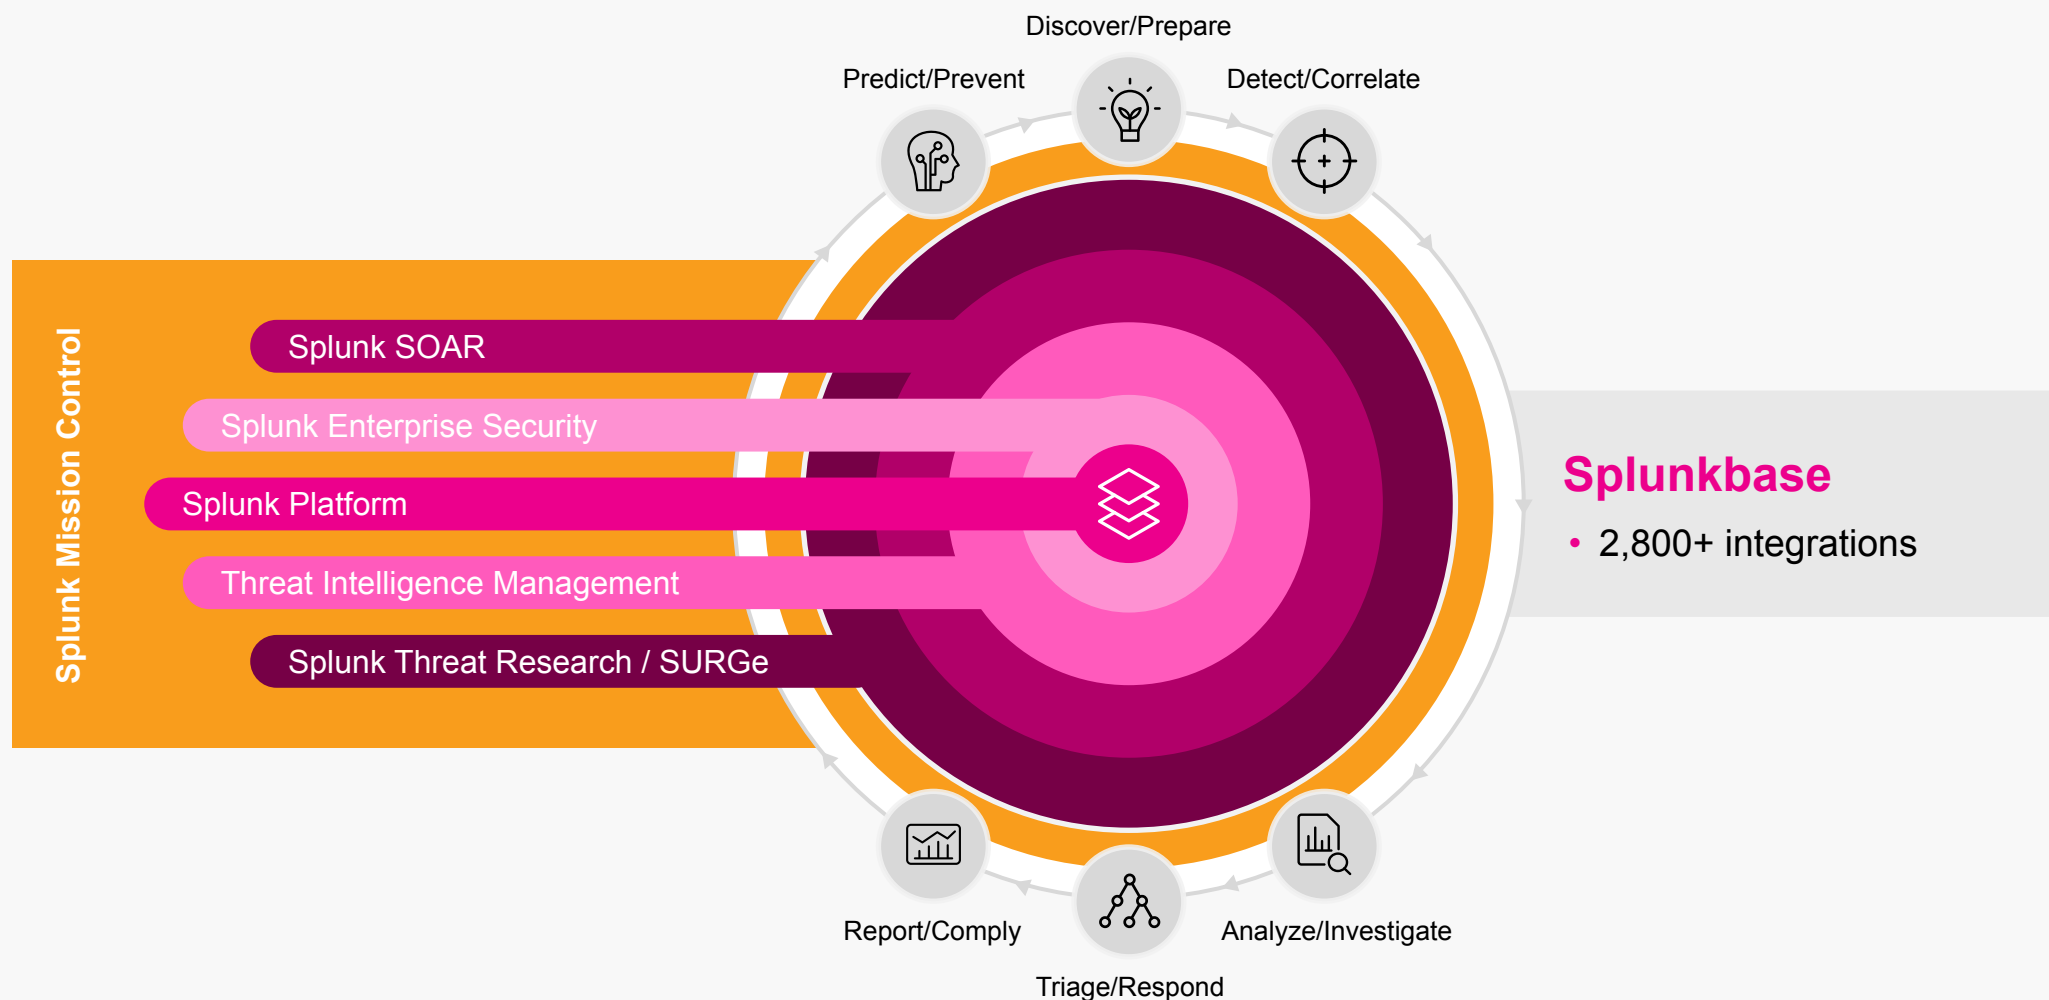 Discover/Prepare
Predict/Prevent
Detect/Correlate
Splunk Mission Control
Splunk SOAR
Splunk Enterprise Security
Splunk Platform
Threat Intelligence Management
Splunk Threat Research / SURGe
Splunkbase
• 2,800+ integrations
Report/Comply
Analyze/Investigate
Triage/Respond